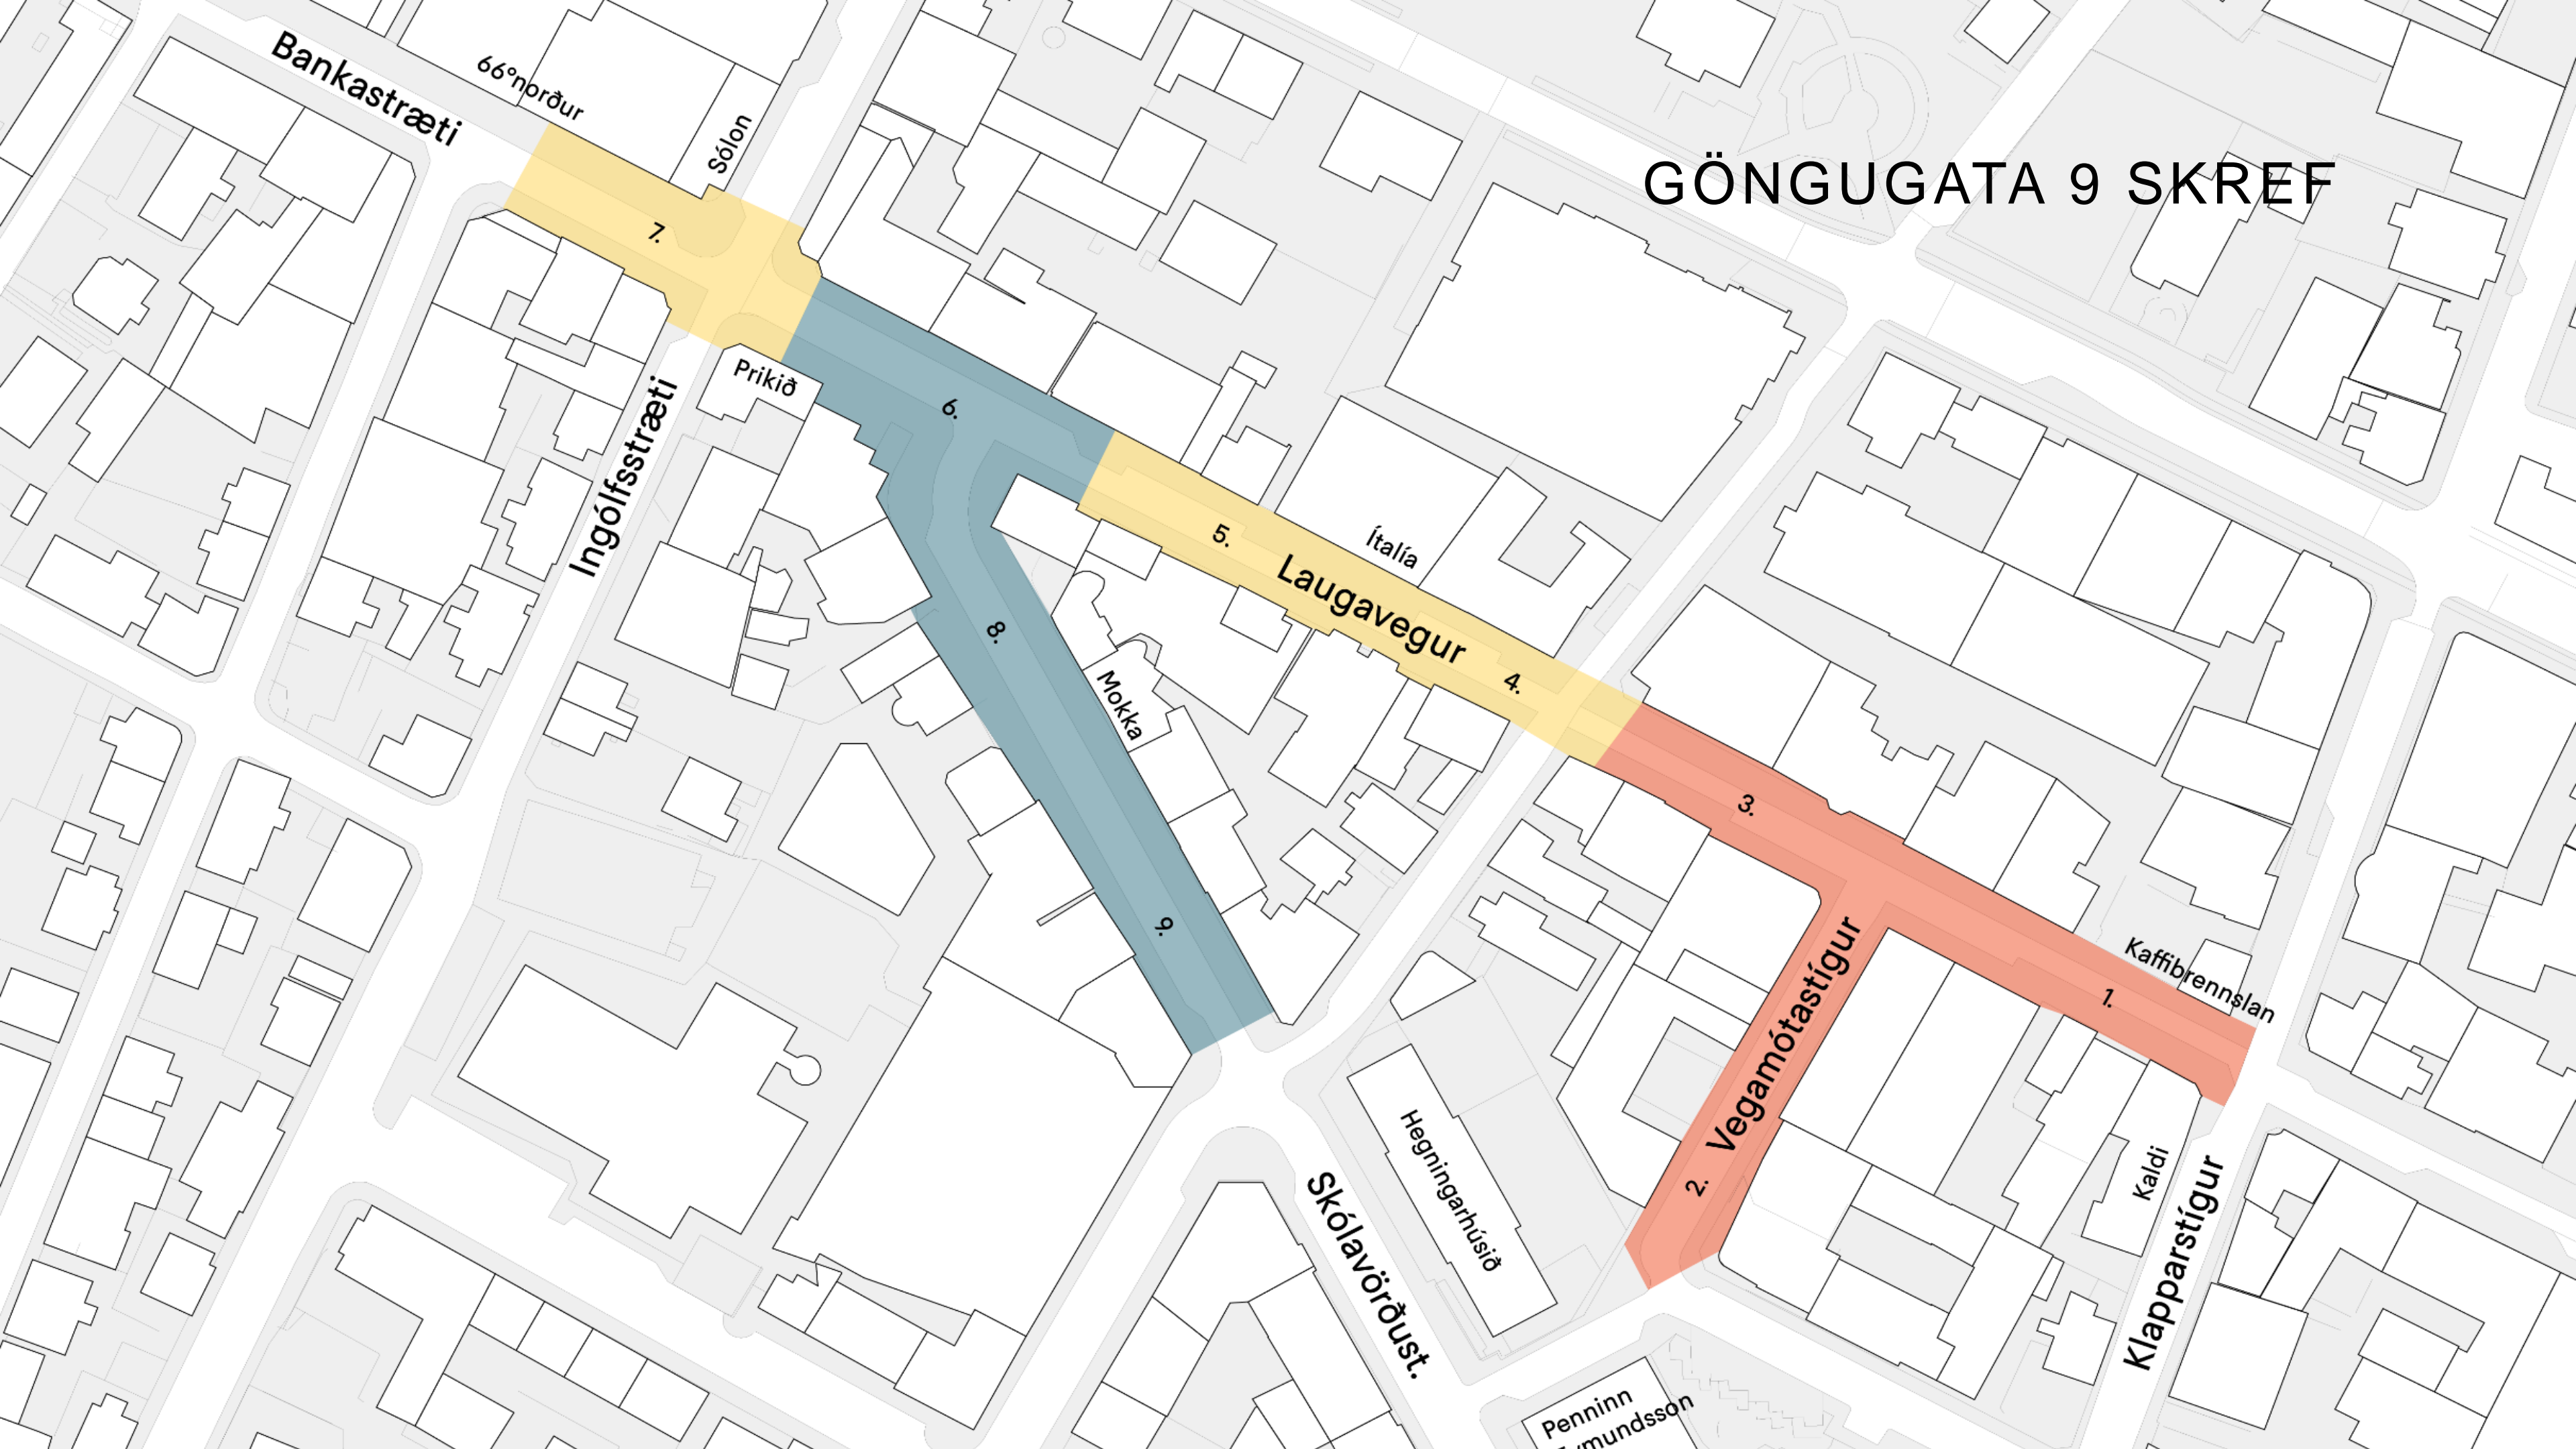 Bankastræti
66°norður
Sólon
GÖNGUGATA 9 SKREF
7.
Prikið
6.
Ingólfsstræti
5.
Ítalía
Laugavegur
4.
8.
Mokka
3.
9.
Vegamótastígur
Kaffibrennslan
1.
2.
Kaldi
Klapparstígur
Hegningarhúsið
Skólavörðust.
Penninn